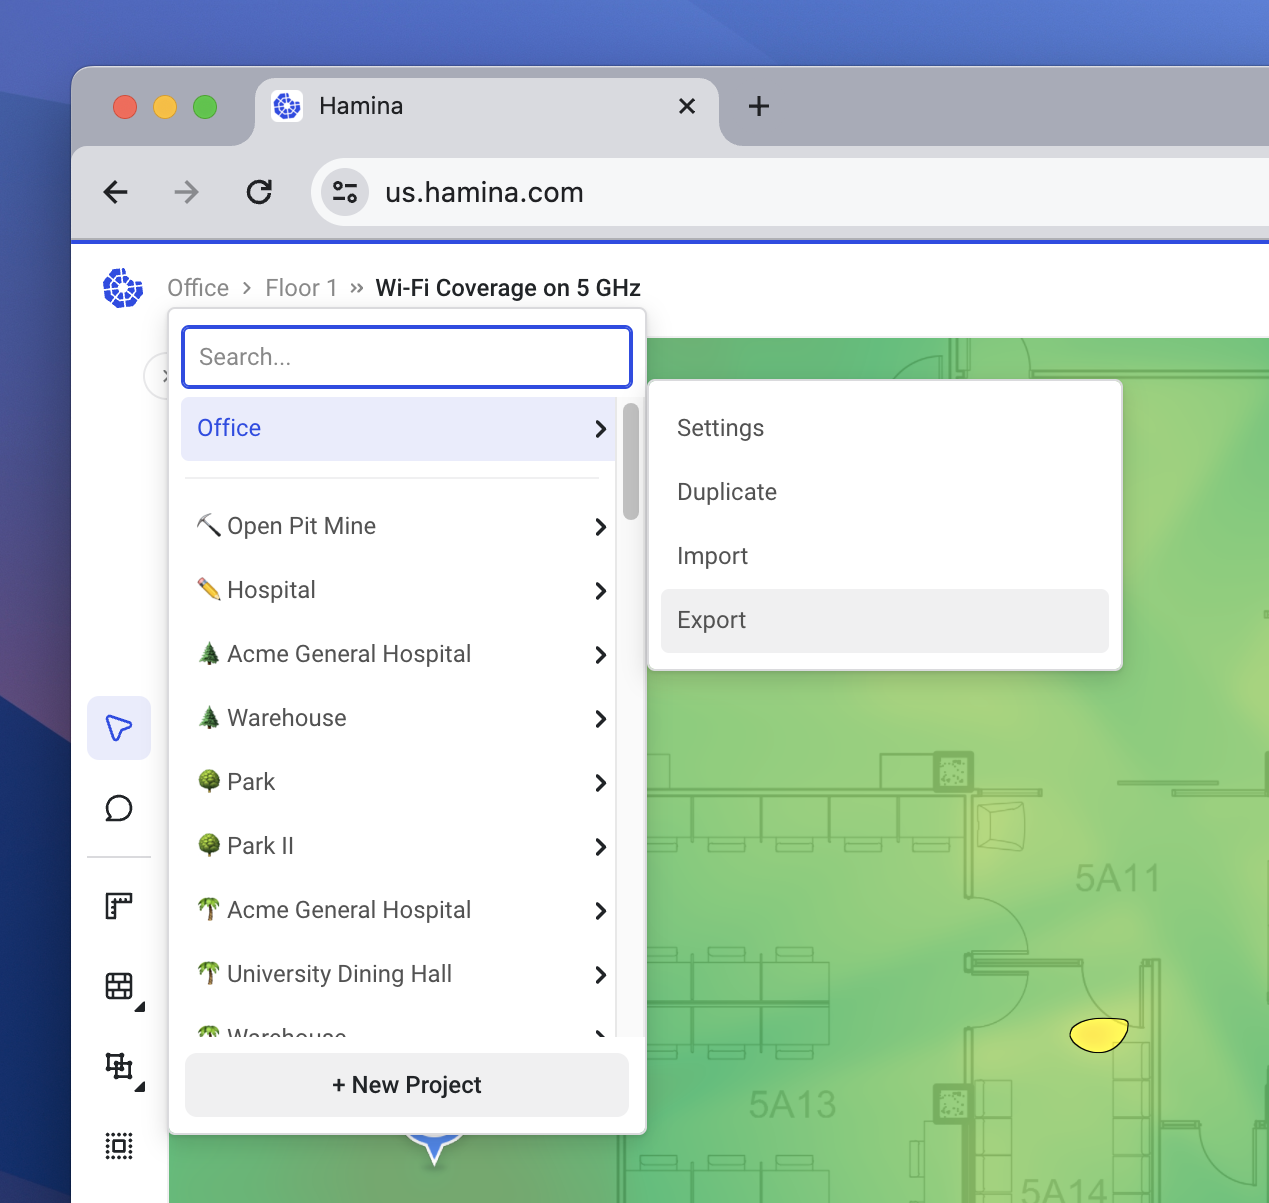 Hamina
us.hamina.com
Office > Floor 1 » Wi-Fi Coverage on 5 GHz
Search...
Office
Open Pit Mine
Hospital
Acme General Hospital
Warehouse
Park
Park II
Acme General Hospital
University Dining Hall
Warehouse
+ New Project
Settings
Duplicate
Import
Export
5A11
5A13
5A14